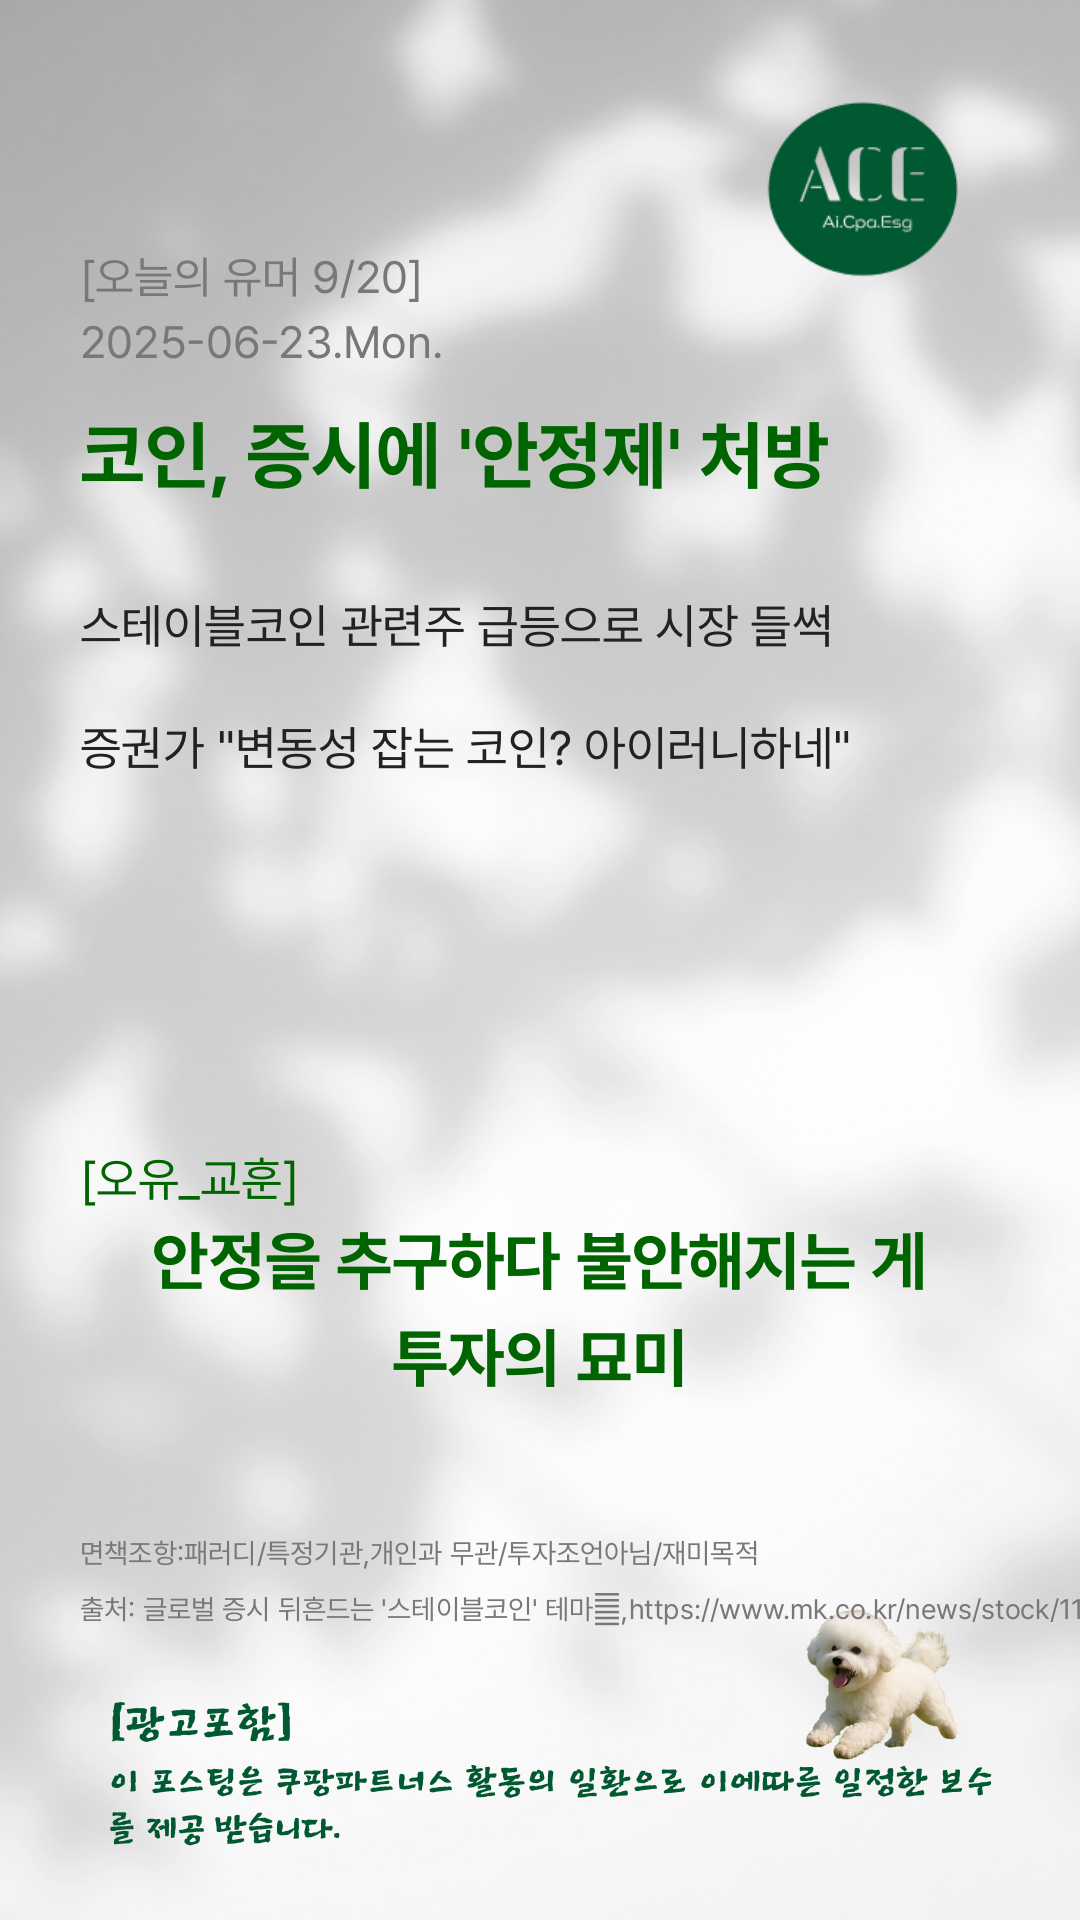 ACE
Ai.Cpa.Esg
[오늘의 유머 9/20]
2025-06-23.Mon.
코인, 증시에 '안정제' 처방
스테이블코인 관련주 급등으로 시장 들썩
증권가 "변동성 잡는 코인? 아이러니하네"
[오유_교훈]
안정을 추구하다 불안해지는 게
투자의 묘미
면책조항:패러디/특정기관,개인과 무관/투자조언아님/재미목적
출처: 글로벌 증시 뒤흔드는 '스테이블코인' 테마䷀,https://www.mk.co.kr/news/stock/11
[광고포함]
이 포스팅은 쿠팡파트너스 활동의 일환으로 이에따른 일정한 보수
를 제공 받습니다.